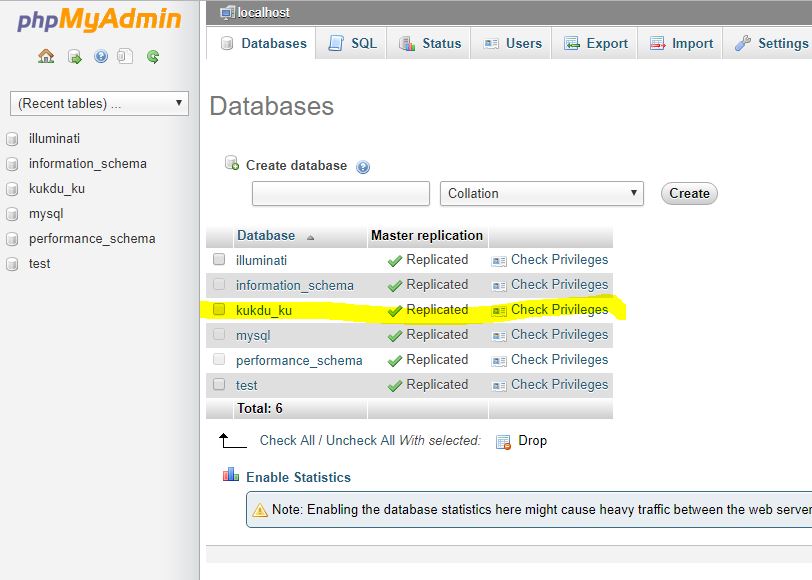 phpMyAdmin
(Recent tables) ...
illuminati
information_schema
kukdu_ku
mysql
performance_schema
test
localhost
Databases SQL Status Users Export Import Settings
Databases
Create database
Collation Create
Database Master replication
illuminati Replicated Check Privileges
information_schema Replicated Check Privileges
kukdu_ku Replicated Check Privileges
mysql Replicated Check Privileges
performance_schema Replicated Check Privileges
test Replicated Check Privileges
Total: 6
Check All / Uncheck All With selected: Drop
Enable Statistics
Note: Enabling the database statistics here might cause heavy traffic between the web server